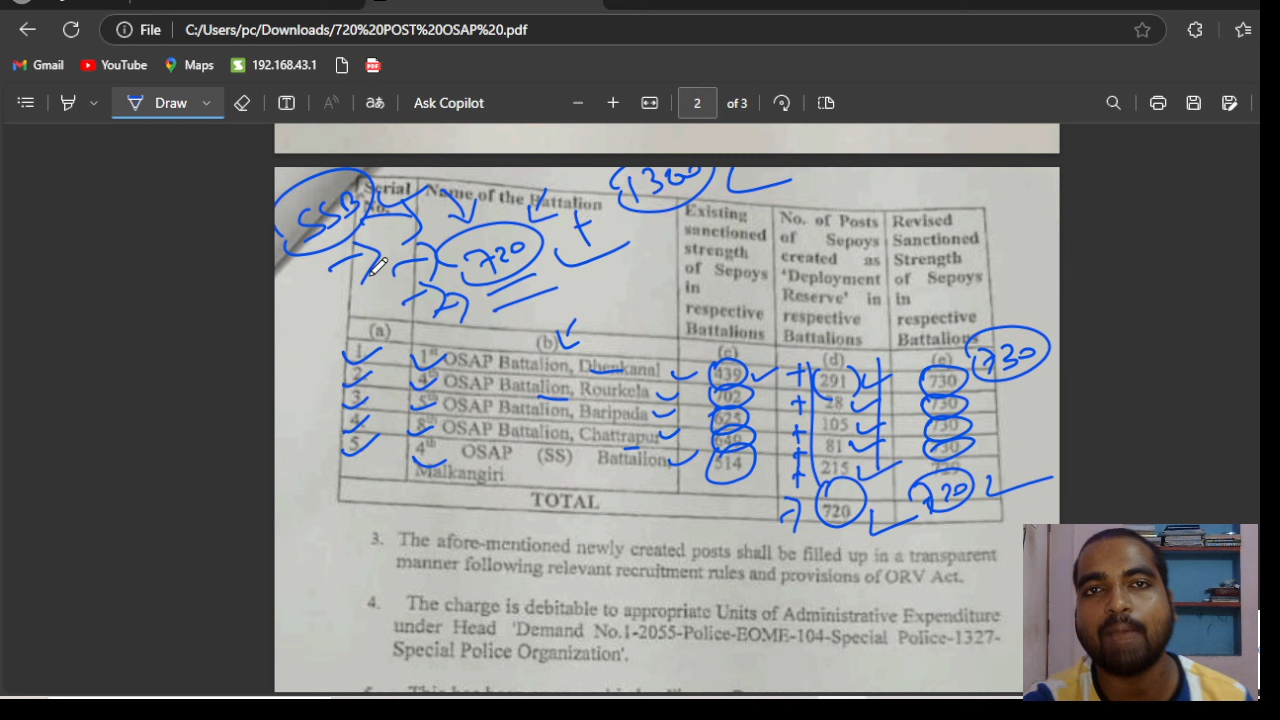 File C:/Users/pc/Downloads/720%20POST%20OSAP%20.pdf
Gmail YouTube Maps 192.168.43.1
Draw Ask Copilot 2 of 3
1380
SSB
720
+
Serial No.
Name of the Battalion
Existing sanctioned strength of Sepoys in respective Battalions
No. of Posts of Sepoys created as 'Deployment Reserve' in respective Battalions
Revised Sanctioned Strength of Sepoys in respective Battalions
(a) (b) (c) (d) (e)
730
1 1st OSAP Battalion, Dhenkanal 439 + 291 730
2. 4th OSAP Battalion, Rourkela 702 + 28 730
3. 5th OSAP Battalion, Baripada 625 + 105 730
4. 8th OSAP Battalion, Chattrapur 649 + 81 730
5 4th OSAP (SS) Battalion, Malkangiri 514 + 215 729
TOTAL 720
720
3. The afore-mentioned newly created posts shall be filled up in a transparent
manner following relevant recruitment rules and provisions of ORV Act.
4. The charge is debitable to appropriate Units of Administrative Expenditure
under Head 'Demand No.1-2055-Police-EOME-104-Special Police-1327-
Special Police Organization'.